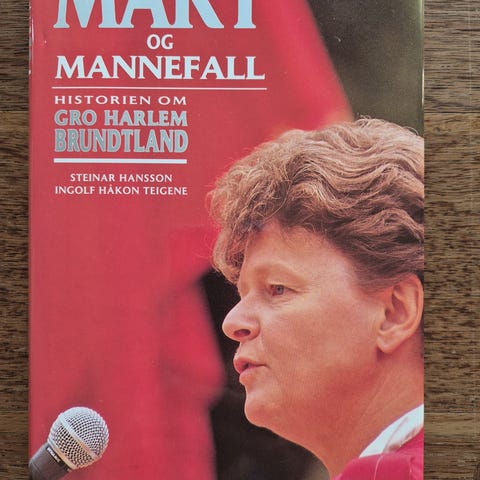 MAKT
OG
MANNEFALL
HISTORIEN OM
GRO HARLEM
BRUNDTLAND
STEINAR HANSSON
INGOLF HÅKON TEIGENE